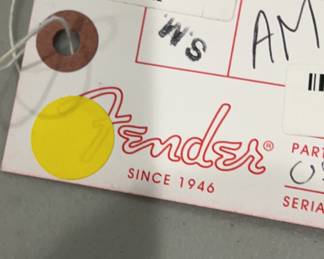 S.M.
AM
Fender®
SINCE 1946
PART
SERIA